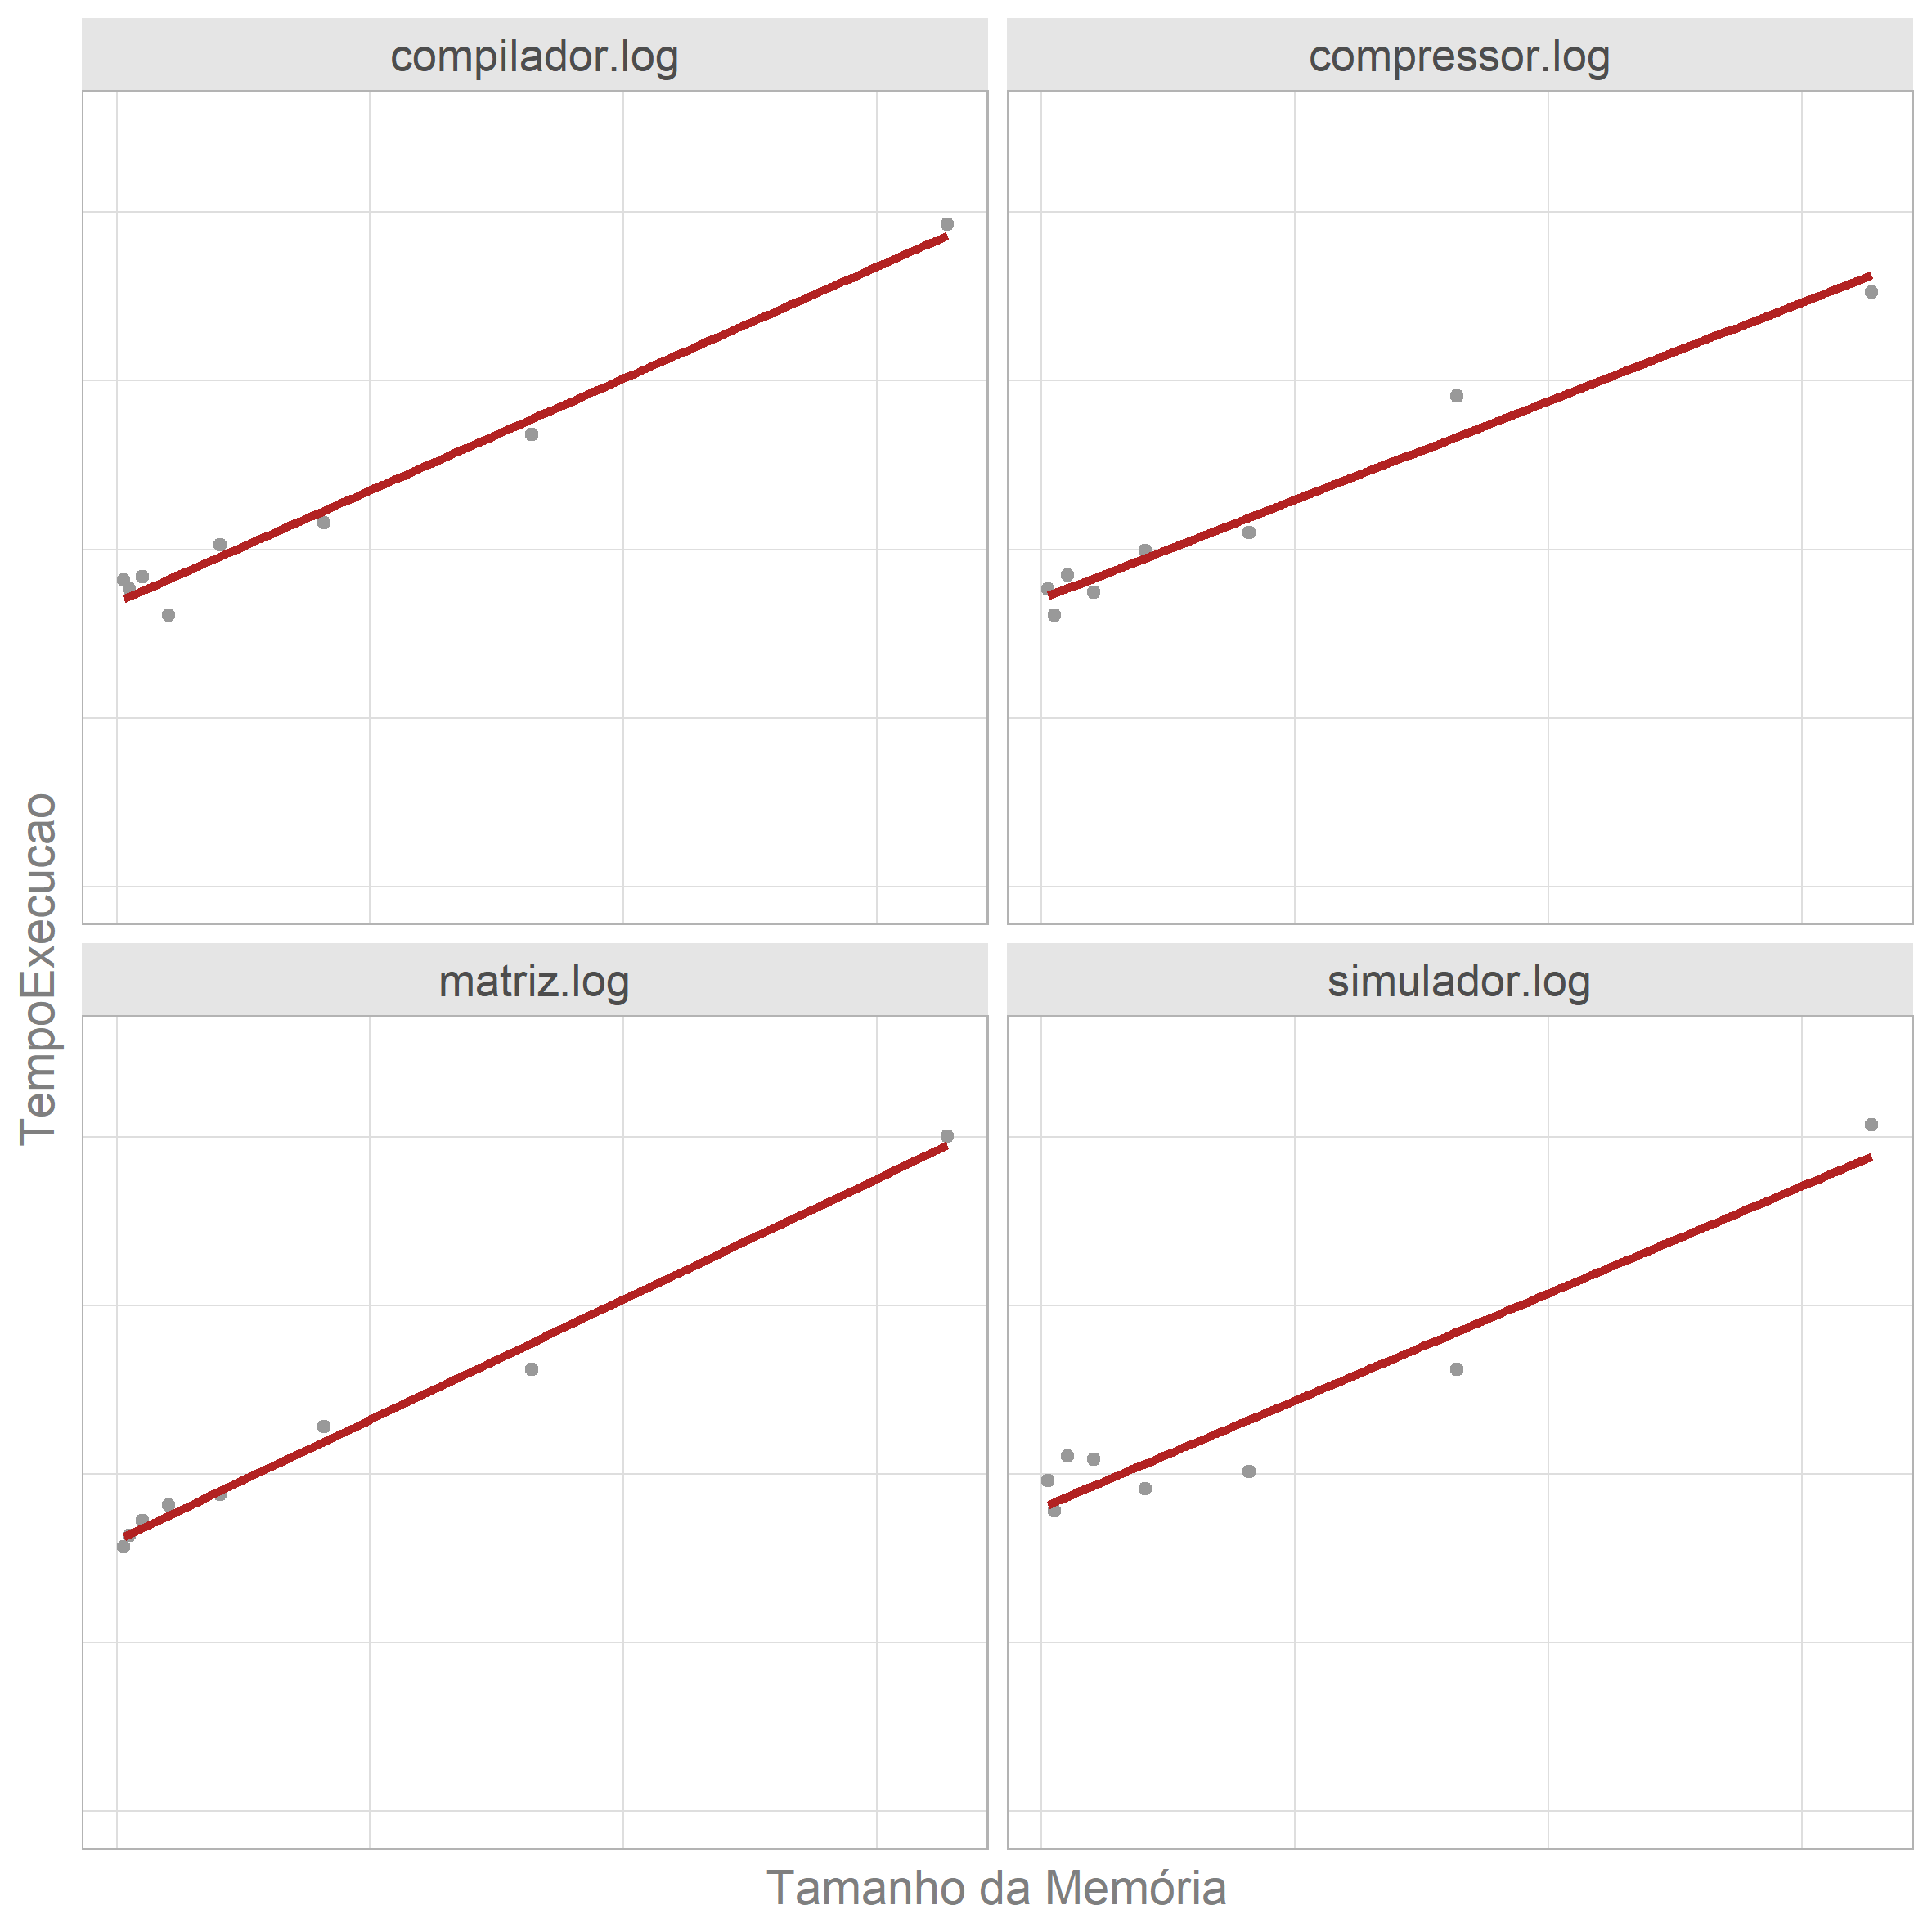 compilador.log
compressor.log
TempoExecucao
matriz.log
simulador.log
Tamanho da Memória